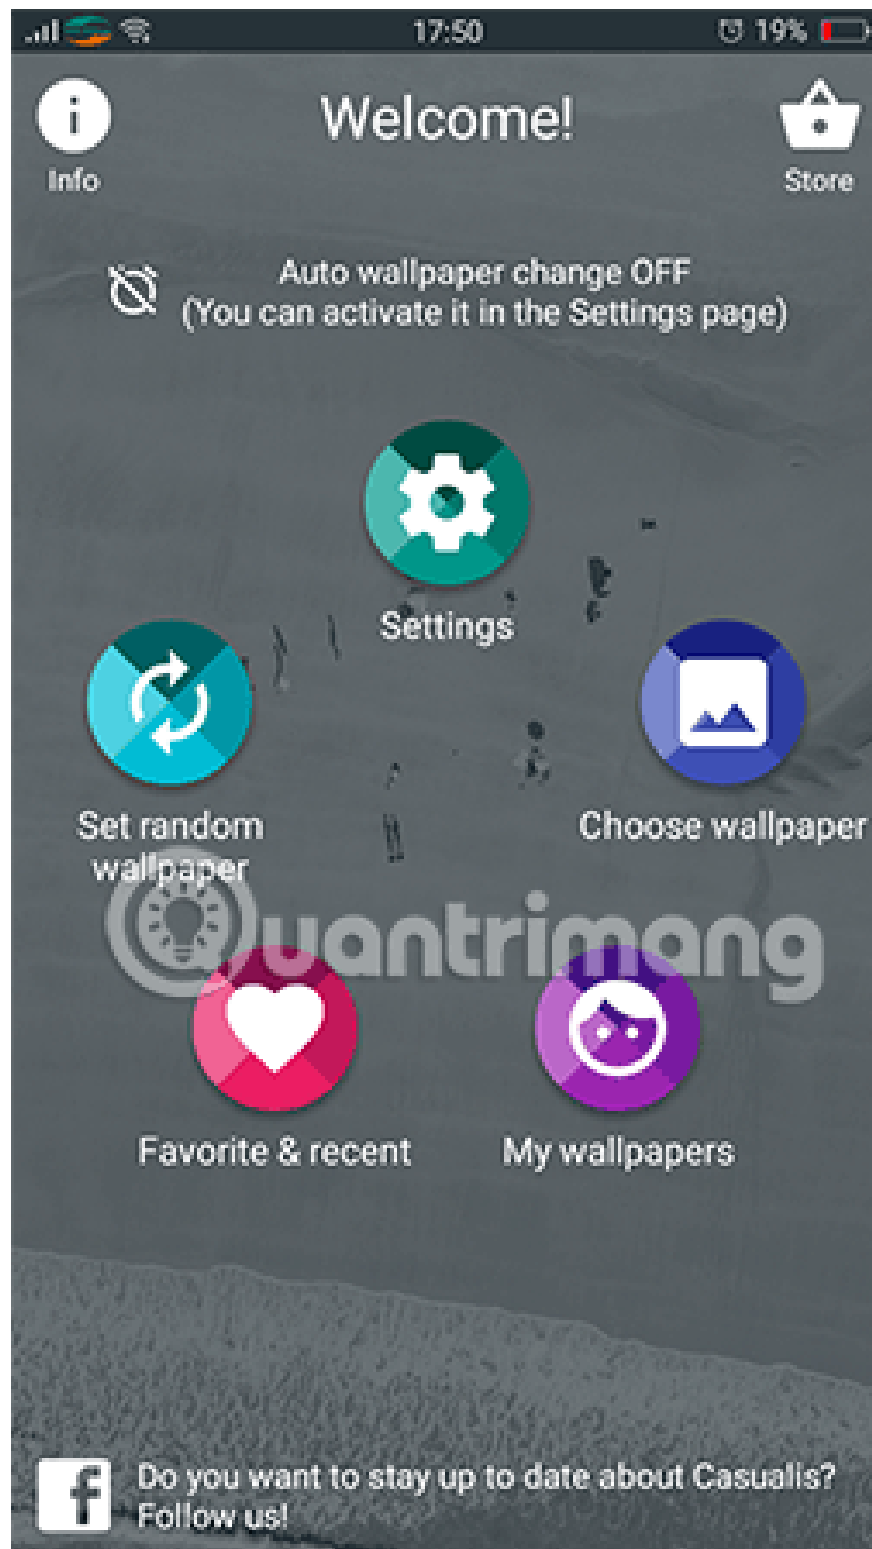 17:50
19%
Welcome!
Info
Store
Auto wallpaper change OFF
(You can activate it in the Settings page)
Settings
Set random
wallpaper
Choose wallpaper
Quantrimang
Favorite & recent
My wallpapers
f
Do you want to stay up to date about Casualis?
Follow us!